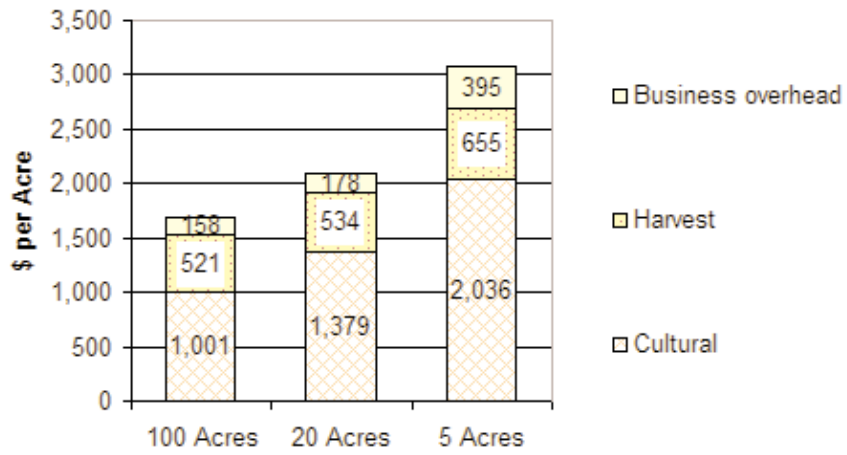 3,500
3,000
2,500
2,000
1,500
1,000
500
0
$ per Acre
158
521
1,001
178
534
1,379
395
655
2,036
100 Acres
20 Acres
5 Acres
Business overhead
Harvest
Cultural